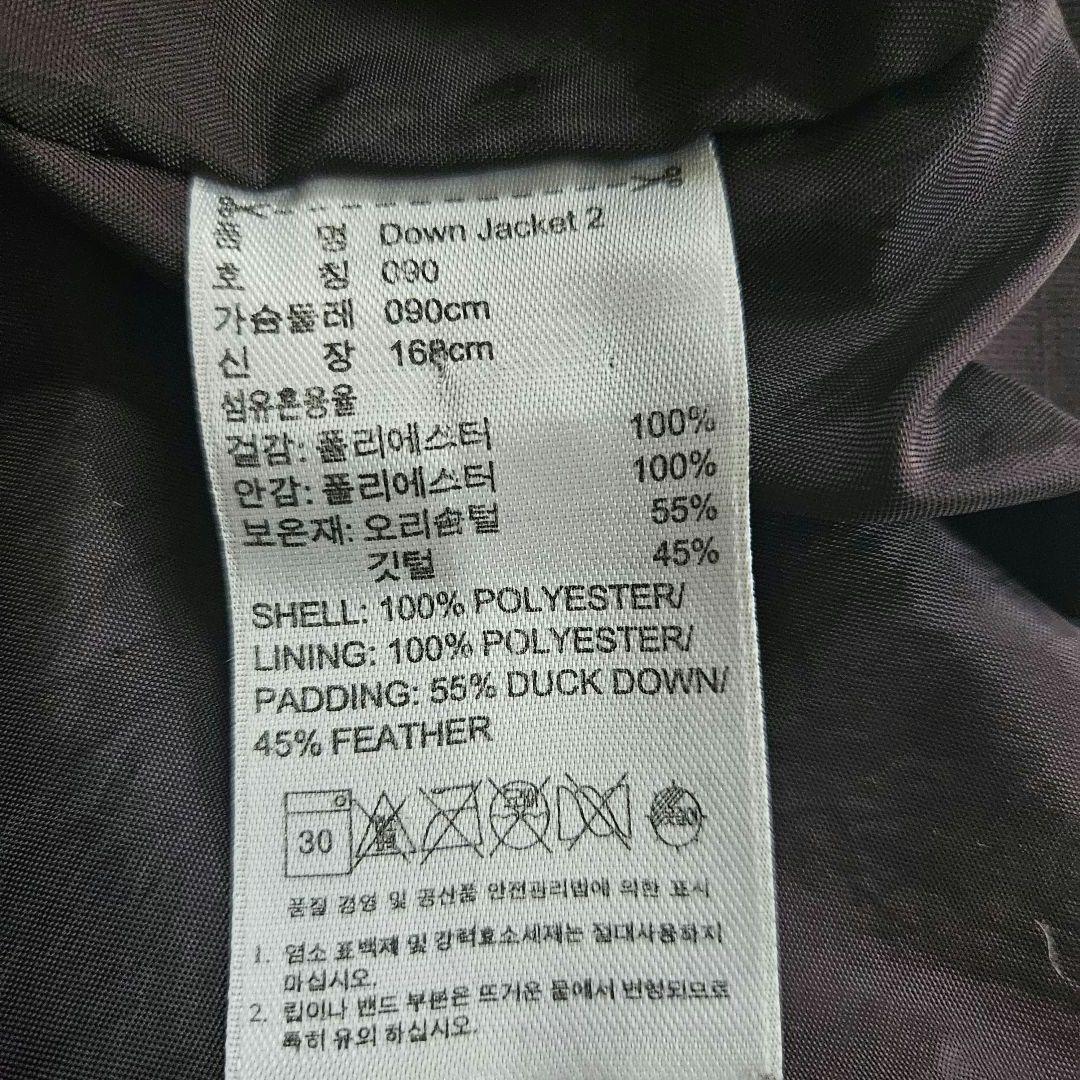 품 명 Down Jacket 2
호 칭 090
가슴둘레 090cm
신 장 168cm
섬유혼용율
겉감: 폴리에스터 100%
안감: 폴리에스터 100%
보온재: 오리솜털 55%
깃털 45%
SHELL: 100% POLYESTER/
LINING: 100% POLYESTER/
PADDING: 55% DUCK DOWN/
45% FEATHER
30
품질 경영 및 공산품 안전관리법에 의한 표시
1. 염소 표백제 및 강력효소세제는 절대사용하지
마십시오.
2. 립이나 밴드 부분은 뜨거운 물에서 변형되므로
특히 유의 하십시오.